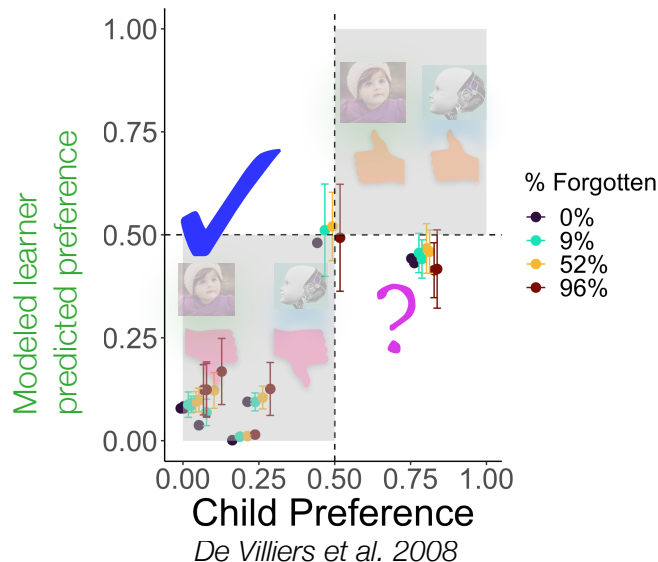 1.00
0.75
0.50
0.25
0.00
Modeled learner
predicted preference
?
% Forgotten
0%
9%
52%
96%
0.00 0.25 0.50 0.75 1.00
Child Preference
De Villiers et al. 2008